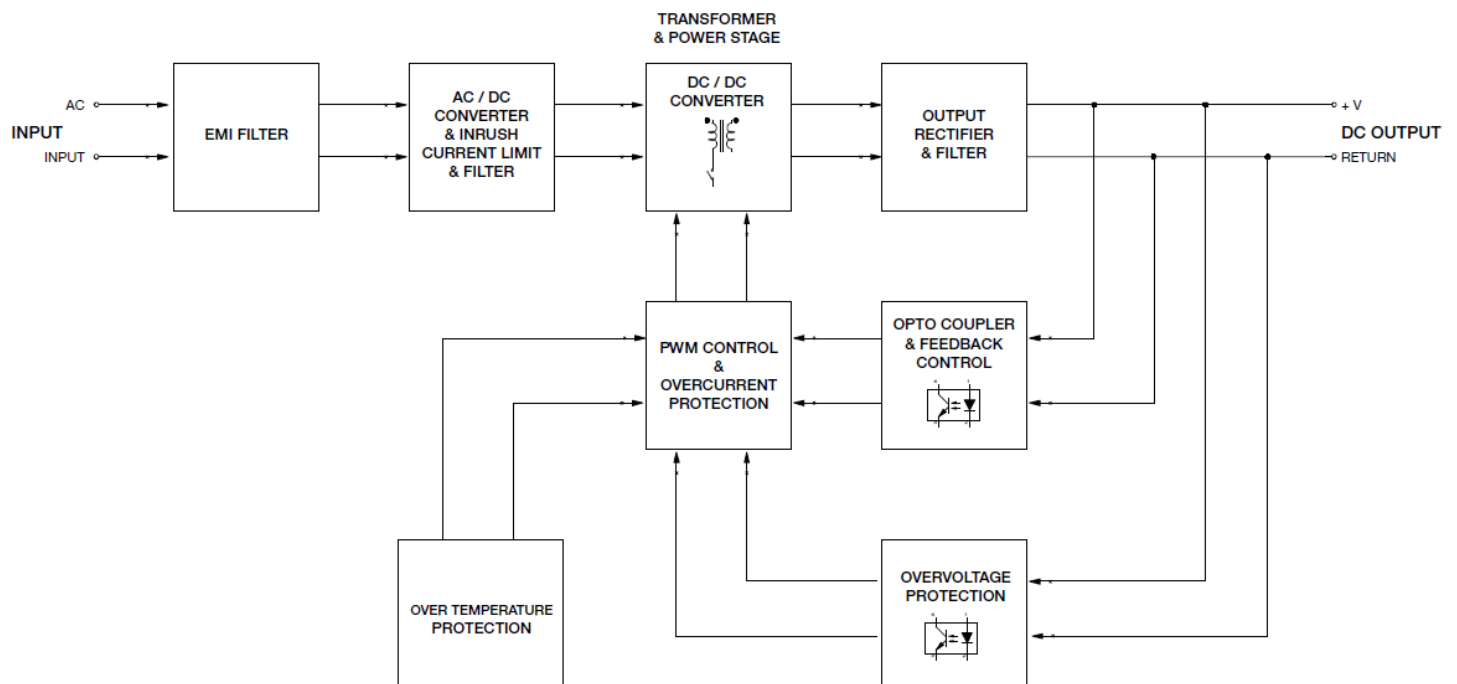 TRANSFORMER
& POWER STAGE
AC
INPUT
INPUT
EMI FILTER
AC / DC
CONVERTER
& INRUSH
CURRENT LIMIT
& FILTER
DC / DC
CONVERTER
OUTPUT
RECTIFIER
& FILTER
+ V
DC OUTPUT
RETURN
PWM CONTROL
&
OVERCURRENT
PROTECTION
OPTO COUPLER
& FEEDBACK
CONTROL
OVER TEMPERATURE
PROTECTION
OVERVOLTAGE
PROTECTION